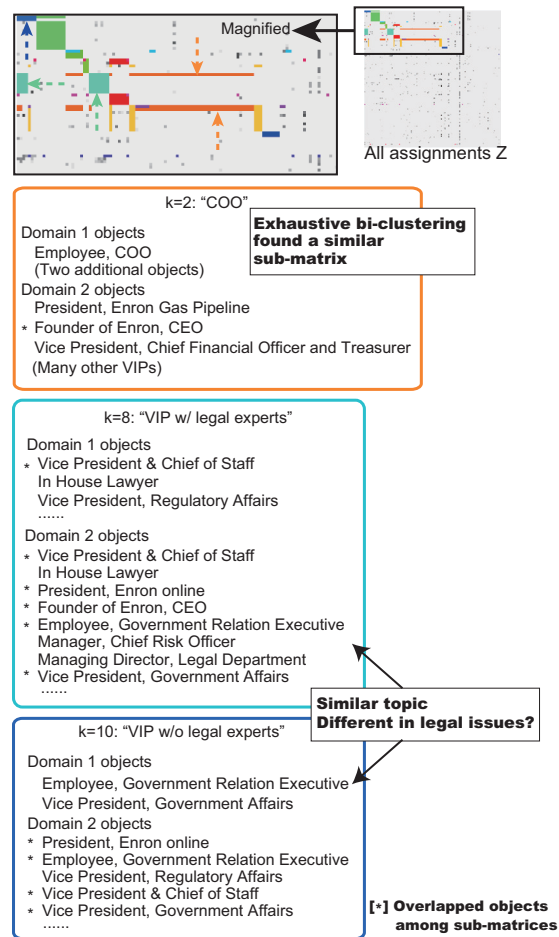 Magnified
All assignments Z
k=2: “COO”
Exhaustive bi-clustering
found a similar
sub-matrix
Domain 1 objects
Employee, COO
(Two additional objects)
Domain 2 objects
President, Enron Gas Pipeline
* Founder of Enron, CEO
Vice President, Chief Financial Officer and Treasurer
(Many other VIPs)
k=8: “VIP w/ legal experts”
Domain 1 objects
* Vice President & Chief of Staff
In House Lawyer
Vice President, Regulatory Affairs
......
Domain 2 objects
* Vice President & Chief of Staff
In House Lawyer
* President, Enron online
* Founder of Enron, CEO
* Employee, Government Relation Executive
Manager, Chief Risk Officer
Managing Director, Legal Department
* Vice President, Government Affairs
......
Similar topic
Different in legal issues?
k=10: “VIP w/o legal experts”
Domain 1 objects
Employee, Government Relation Executive
Vice President, Government Affairs
Domain 2 objects
* President, Enron online
* Employee, Government Relation Executive
Vice President, Regulatory Affairs
* Vice President & Chief of Staff
* Vice President, Government Affairs
......
[*] Overlapped objects
among sub-matrices